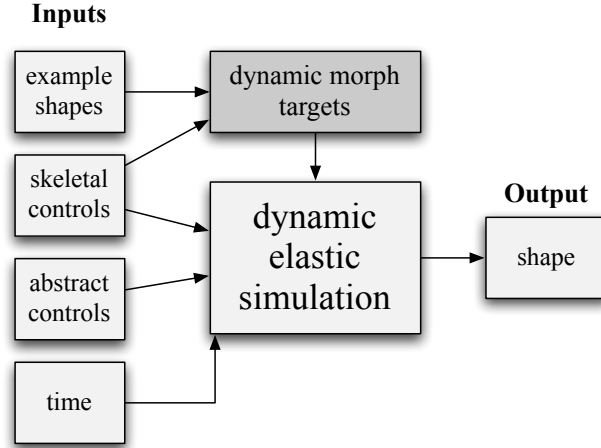 Inputs
example
shapes
dynamic morph
targets
skeletal
controls
dynamic
elastic
simulation
Output
shape
abstract
controls
time